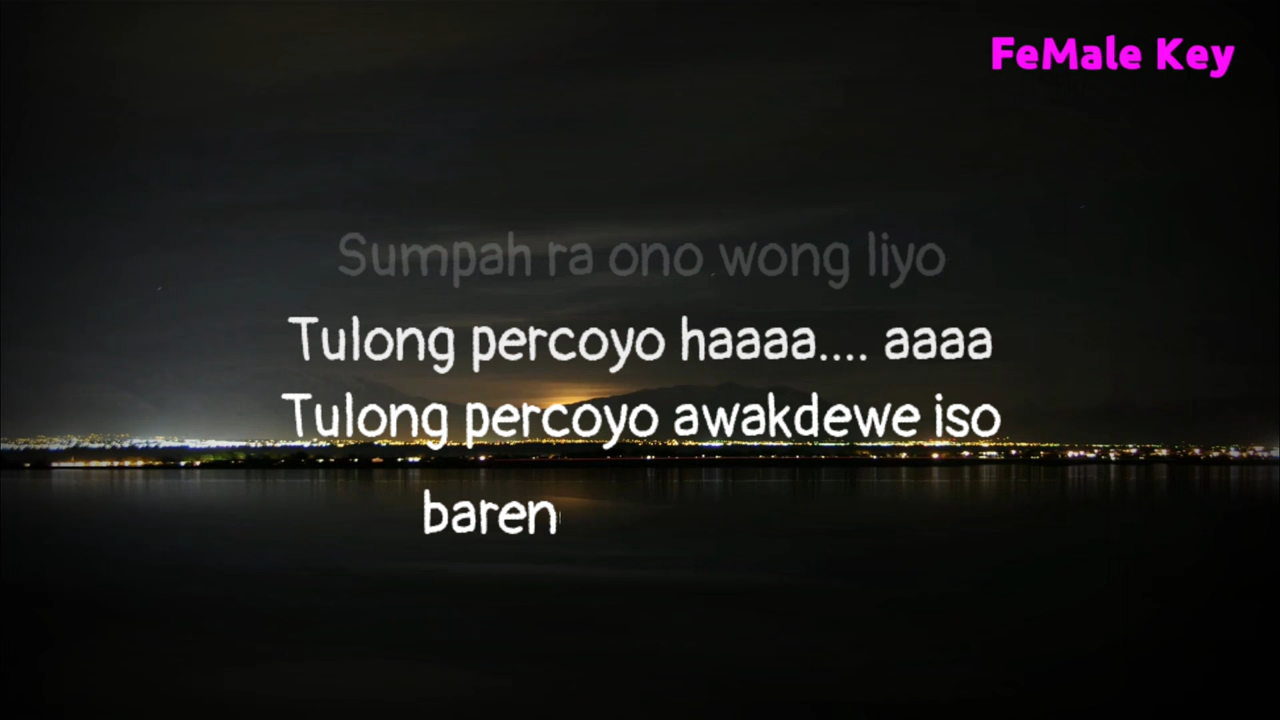 FeMale Key
Sumpah ra ono wong liyo
Tulong percoyo haaaa.... aaaa
Tulong percoyo awakdewe iso
baren